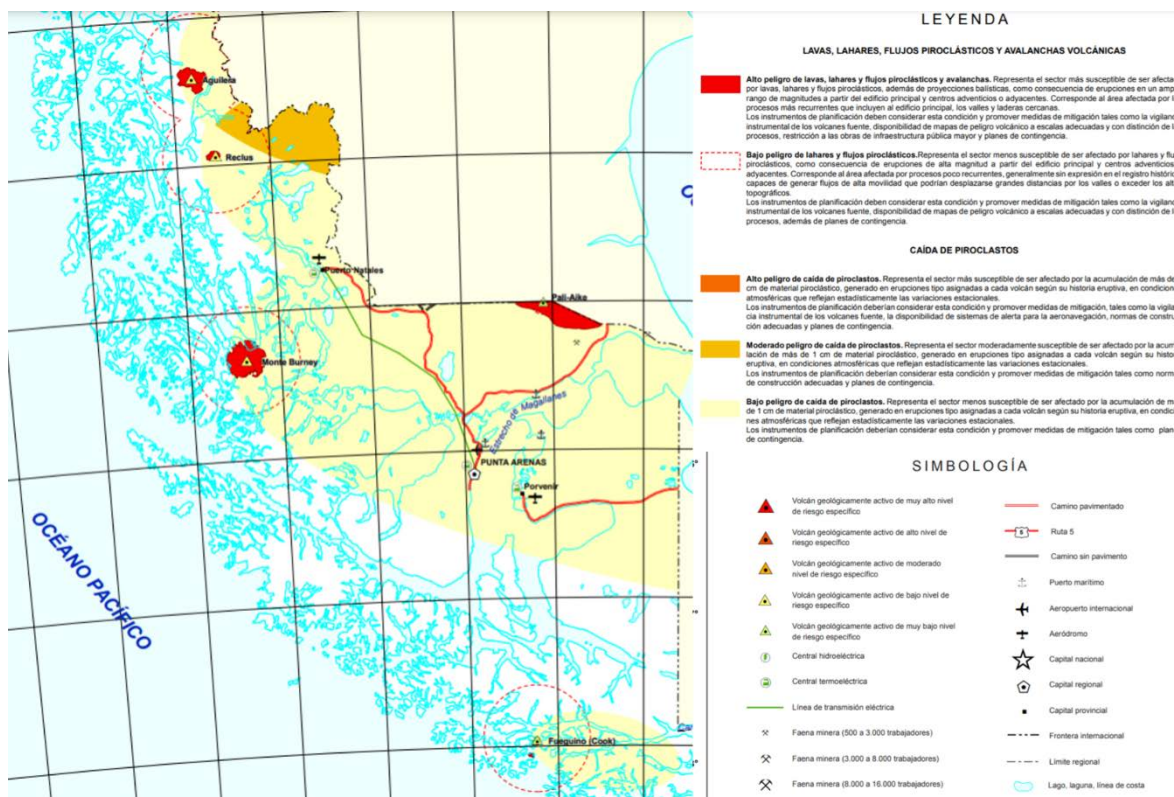 Aguilera
Reclus
Puerto Natales
Pali-Aike
Monte Burney
Estrecho de Magallanes
PUNTA ARENAS
Porvenir
OCÉANO PACÍFICO
Fueguino (Cook)
LEYENDA
LAVAS, LAHARES, FLUJOS PIROCLÁSTICOS Y AVALANCHAS VOLCÁNICAS
Alto peligro de lavas, lahares y flujos piroclásticos y avalanchas. Representa el sector más susceptible de ser afecta
por lavas, lahares y flujos piroclásticos, además de proyecciones balísticas, como consecuencia de erupciones en un amp
rango de magnitudes a partir del edificio principal y centros adventicios o adyacentes. Corresponde al área afectada por l
procesos más recurrentes que incluyen al edificio principal, los valles y laderas cercanas.
Los instrumentos de planificación deben considerar esta condición y promover medidas de mitigación tales como la vigilanc
instrumental de los volcanes fuente, disponibilidad de mapas de peligro volcánico a escalas adecuadas y con distinción de l
procesos, restricción a las obras de infraestructura pública mayor y planes de contingencia.
Bajo peligro de lahares y flujos piroclásticos. Representa el sector menos susceptible de ser afectado por lahares y flu
piroclásticos, como consecuencia de erupciones de alta magnitud a partir del edificio principal y centros adventicios
adyacentes. Corresponde al área afectada por procesos poco recurrentes, generalmente sin expresión en el registro históric
capaces de generar flujos de alta movilidad que podrían desplazarse grandes distancias por los valles o exceder los alt
topográficos.
Los instrumentos de planificación deben considerar esta condición y promover medidas de mitigación tales como la vigilanc
instrumental de los volcanes fuente, disponibilidad de mapas de peligro volcánico a escalas adecuadas y con distinción de l
procesos, además de planes de contingencia.
CAÍDA DE PIROCLASTOS
Alto peligro de caída de piroclastos. Representa el sector más susceptible de ser afectado por la acumulación de más de
cm de material piroclástico, generado en erupciones tipo asignadas a cada volcán según su historia eruptiva, en condicion
atmosféricas que reflejan estadísticamente las variaciones estacionales.
Los instrumentos de planificación deberían considerar esta condición y promover medidas de mitigación, tales como la vigila
cia instrumental de los volcanes fuente, la disponibilidad de sistemas de alerta para la aeronavegación, normas de constru
ción adecuadas y planes de contingencia.
Moderado peligro de caída de piroclastos. Representa el sector moderadamente susceptible de ser afectado por la acum
lación de más de 1 cm de material piroclástico, generado en erupciones tipo asignadas a cada volcán según su histor
eruptiva, en condiciones atmosféricas que reflejan estadísticamente las variaciones estacionales.
Los instrumentos de planificación deberían considerar esta condición y promover medidas de mitigación tales como norm
de construcción adecuadas y planes de contingencia.
Bajo peligro de caída de piroclastos. Representa el sector menos susceptible de ser afectado por la acumulación de m
de 1 cm de material piroclástico, generado en erupciones tipo asignadas a cada volcán según su historia eruptiva, en condici
nes atmosféricas que reflejan estadísticamente las variaciones estacionales.
Los instrumentos de planificación deberían considerar esta condición y promover medidas de mitigación tales como plan
de contingencia.
SIMBOLOGÍA
Volcán geológicamente activo de muy alto nivel
de riesgo específico
Volcán geológicamente activo de alto nivel de
riesgo específico
Volcán geológicamente activo de moderado
nivel de riesgo específico
Volcán geológicamente activo de bajo nivel de
riesgo específico
Volcán geológicamente activo de muy bajo nivel
de riesgo específico
Central hidroeléctrica
Central termoeléctrica
Línea de transmisión eléctrica
Faena minera (500 a 3.000 trabajadores)
Faena minera (3.000 a 8.000 trabajadores)
Faena minera (8.000 a 16.000 trabajadores)
Camino pavimentado
5
Ruta 5
Camino sin pavimento
Puerto marítimo
Aeropuerto internacional
Aeródromo
Capital nacional
Capital regional
Capital provincial
Frontera internacional
Límite regional
Lago, laguna, línea de costa